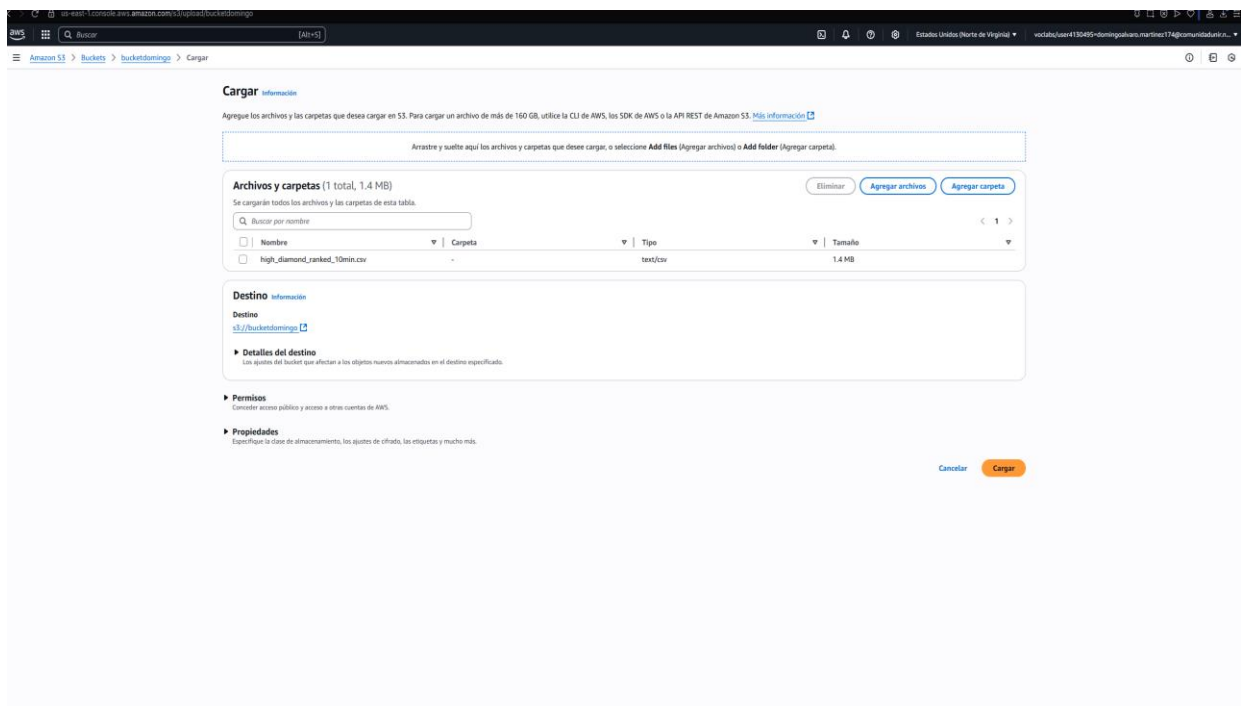 us-east-1.console.aws.amazon.com/s3/upload/bucketdomingo
aws Buscar [Alt+S] Estados Unidos (Norte de Virginia) voclabs/user4130495=domingoalvaro.martinez174@comunidadunir.n...
Amazon S3 > Buckets > bucketdomingo > Cargar
Cargar Información
Agregue los archivos y las carpetas que desea cargar en S3. Para cargar un archivo de más de 160 GB, utilice la CLI de AWS, los SDK de AWS o la API REST de Amazon S3. Más información
Arrastre y suelte aquí los archivos y carpetas que desee cargar, o seleccione Add files (Agregar archivos) o Add folder (Agregar carpeta).
Archivos y carpetas (1 total, 1.4 MB) Eliminar Agregar archivos Agregar carpeta
Se cargarán todos los archivos y las carpetas de esta tabla.
Buscar por nombre < 1 >
Nombre Carpeta Tipo Tamaño
high_diamond_ranked_10min.csv - text/csv 1.4 MB
Destino Información
Destino
s3://bucketdomingo
Detalles del destino
Los ajustes del bucket que afectan a los objetos nuevos almacenados en el destino especificado.
Permisos
Conceder acceso público y acceso a otras cuentas de AWS.
Propiedades
Especifique la clase de almacenamiento, los ajustes de cifrado, las etiquetas y mucho más.
Cancelar Cargar